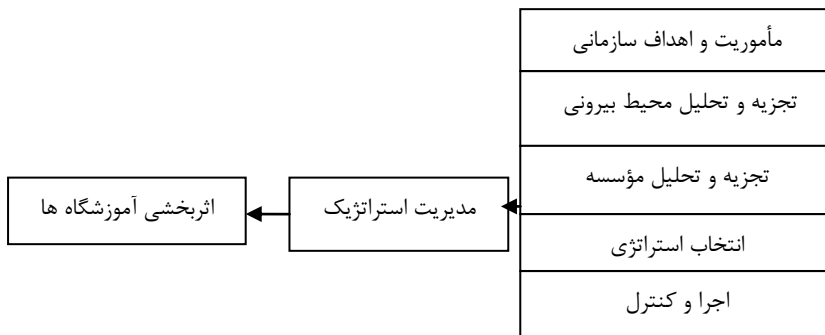 مأموریت و اهداف سازمانی
تجزیه و تحلیل محیط بیرونی
تجزیه و تحلیل مؤسسه
انتخاب استراتژی
اجرا و کنترل
مدیریت استراتژیک
اثربخشی آموزشگاه ها